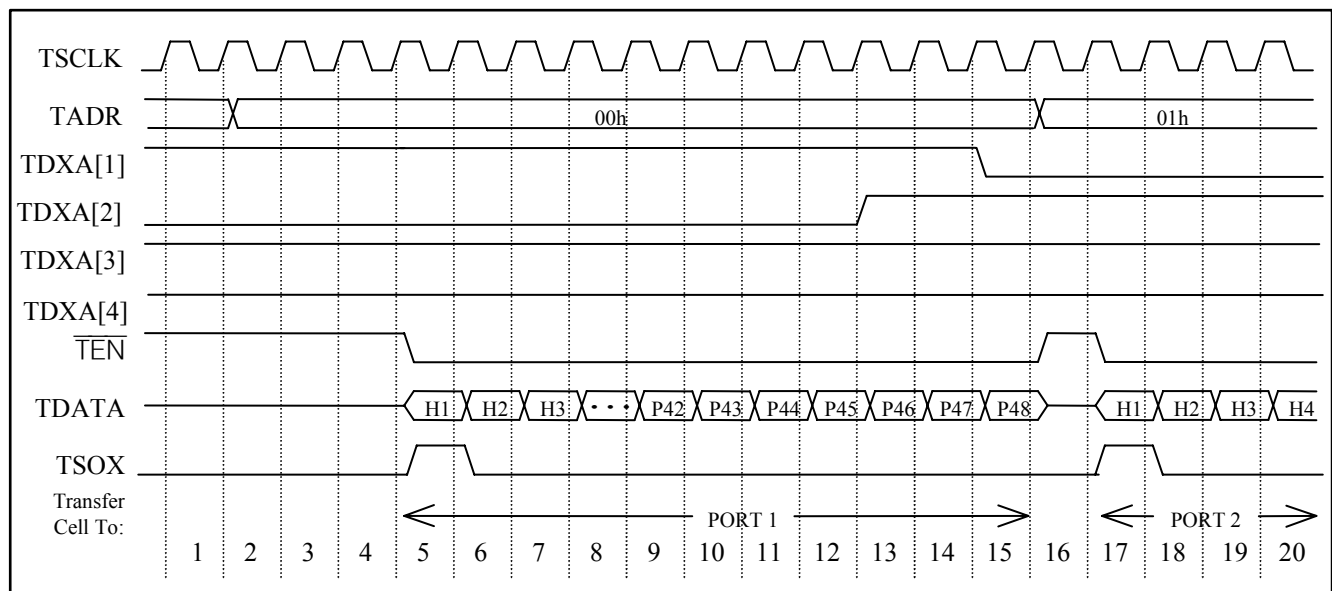 TSCLK
TADR 00h 01h
TDXA[1]
TDXA[2]
TDXA[3]
TDXA[4]
TEN
TDATA H1 H2 H3 ... P42 P43 P44 P45 P46 P47 P48 H1 H2 H3 H4
TSOX
Transfer
Cell To: PORT 1 PORT 2
1 2 3 4 5 6 7 8 9 10 11 12 13 14 15 16 17 18 19 20